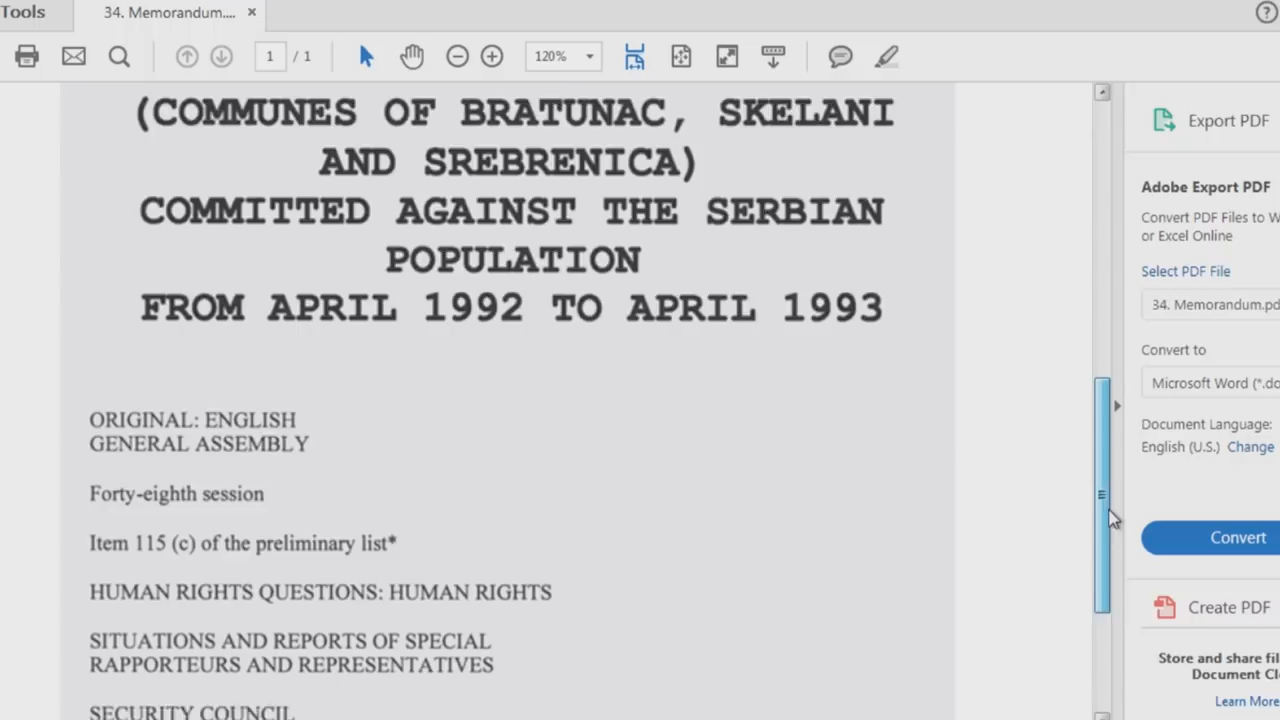 Tools
34. Memorandum.... ×
1 / 1
120%
(COMMUNES OF BRATUNAC, SKELANI
AND SREBRENICA)
COMMITTED AGAINST THE SERBIAN
POPULATION
FROM APRIL 1992 TO APRIL 1993
ORIGINAL: ENGLISH
GENERAL ASSEMBLY
Forty-eighth session
Item 115 (c) of the preliminary list*
HUMAN RIGHTS QUESTIONS: HUMAN RIGHTS
SITUATIONS AND REPORTS OF SPECIAL
RAPPORTEURS AND REPRESENTATIVES
SECURITY COUNCIL
Export PDF
Adobe Export PDF
Convert PDF Files to W
or Excel Online
Select PDF File
34. Memorandum.pd
Convert to
Microsoft Word (*.do
Document Language:
English (U.S.) Change
Convert
Create PDF
Store and share fil
Document Cl
Learn More